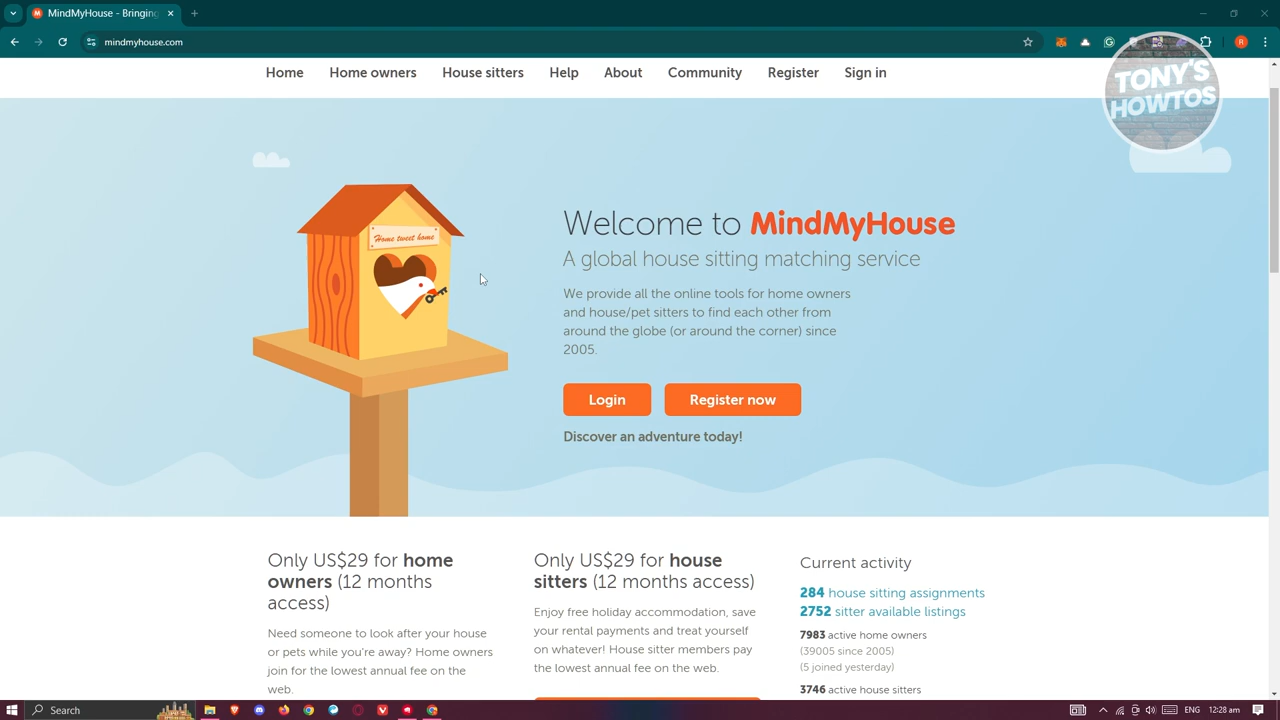 MindMyHouse - Bringing
mindmyhouse.com
Home
Home owners
House sitters
Help
About
Community
Register
Sign in
TONY'S
HOWTOS
Home tweet home
Welcome to MindMyHouse
A global house sitting matching service
We provide all the online tools for home owners
and house/pet sitters to find each other from
around the globe (or around the corner) since
2005.
Login
Register now
Discover an adventure today!
Only US$29 for home
owners (12 months
access)
Need someone to look after your house
or pets while you're away? Home owners
join for the lowest annual fee on the
web.
Only US$29 for house
sitters (12 months access)
Enjoy free holiday accommodation, save
your rental payments and treat yourself
on whatever! House sitter members pay
the lowest annual fee on the web.
Current activity
284 house sitting assignments
2752 sitter available listings
7983 active home owners
(39005 since 2005)
(5 joined yesterday)
3746 active house sitters
Search
ENG
12:28 am